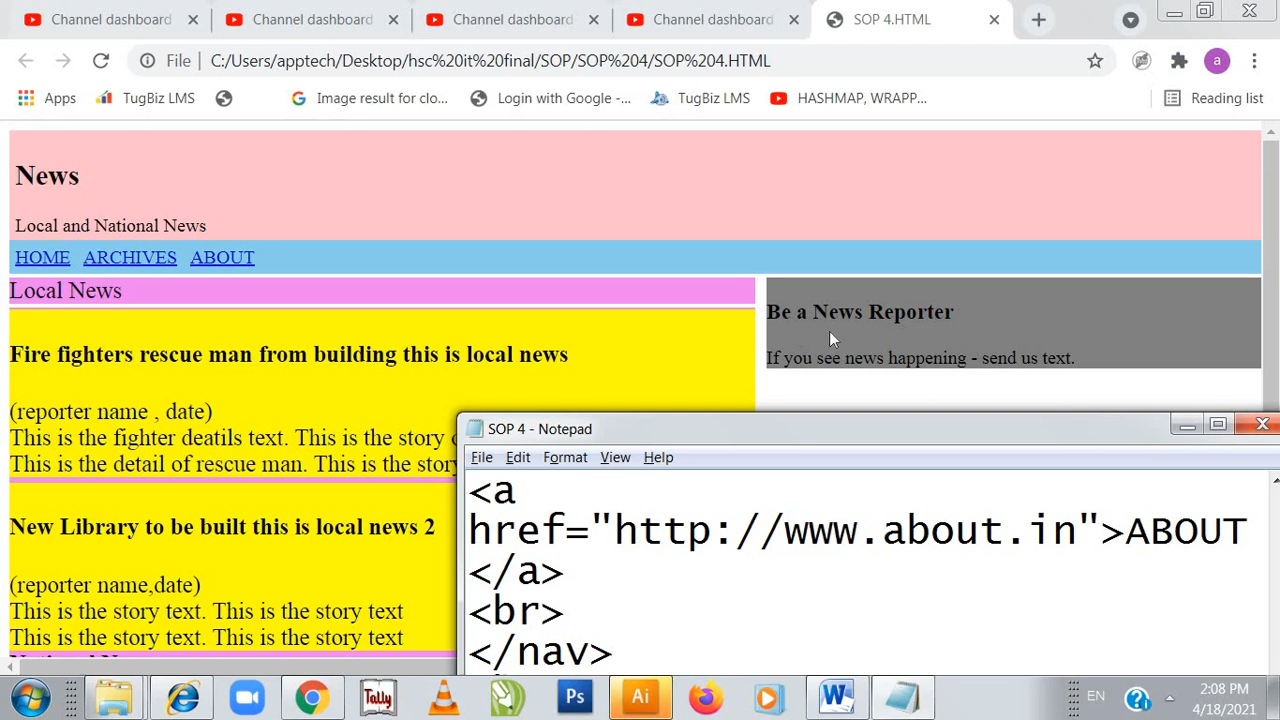 Channel dashboard
Channel dashboard
Channel dashboard
Channel dashboard
SOP 4.HTML
File C:/Users/apptech/Desktop/hsc%20it%20final/SOP/SOP%204/SOP%204.HTML
a
Apps
TugBiz LMS
Image result for clo...
Login with Google -...
TugBiz LMS
HASHMAP, WRAPP...
Reading list
News
Local and National News
HOME ARCHIVES ABOUT
Local News
Be a News Reporter
If you see news happening - send us text.
Fire fighters rescue man from building this is local news
(reporter name , date)
This is the fighter deatils text. This is the story
This is the detail of rescue man. This is the story
New Library to be built this is local news 2
(reporter name,date)
This is the story text. This is the story text
This is the story text. This is the story text
SOP 4 - Notepad
File Edit Format View Help
<a
href="http://www.about.in">ABOUT
</a>
<br>
</nav>
Tally
Ps
Ai
W
EN
2:08 PM
4/18/2021